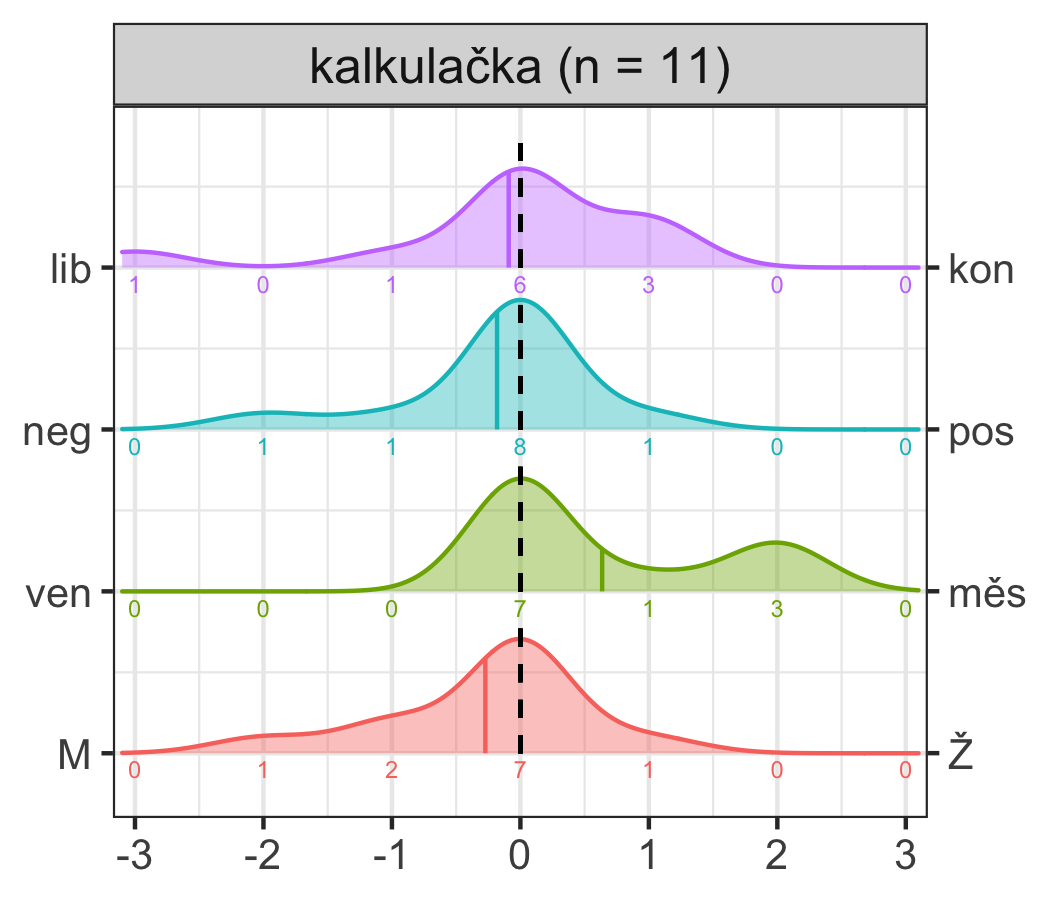 kalkulačka (n = 11)
lib kon
1 0 1 6 3 0 0
neg pos
0 1 1 8 1 0 0
ven měs
0 0 0 7 1 3 0
M Ž
0 1 2 7 1 0 0
-3 -2 -1 0 1 2 3